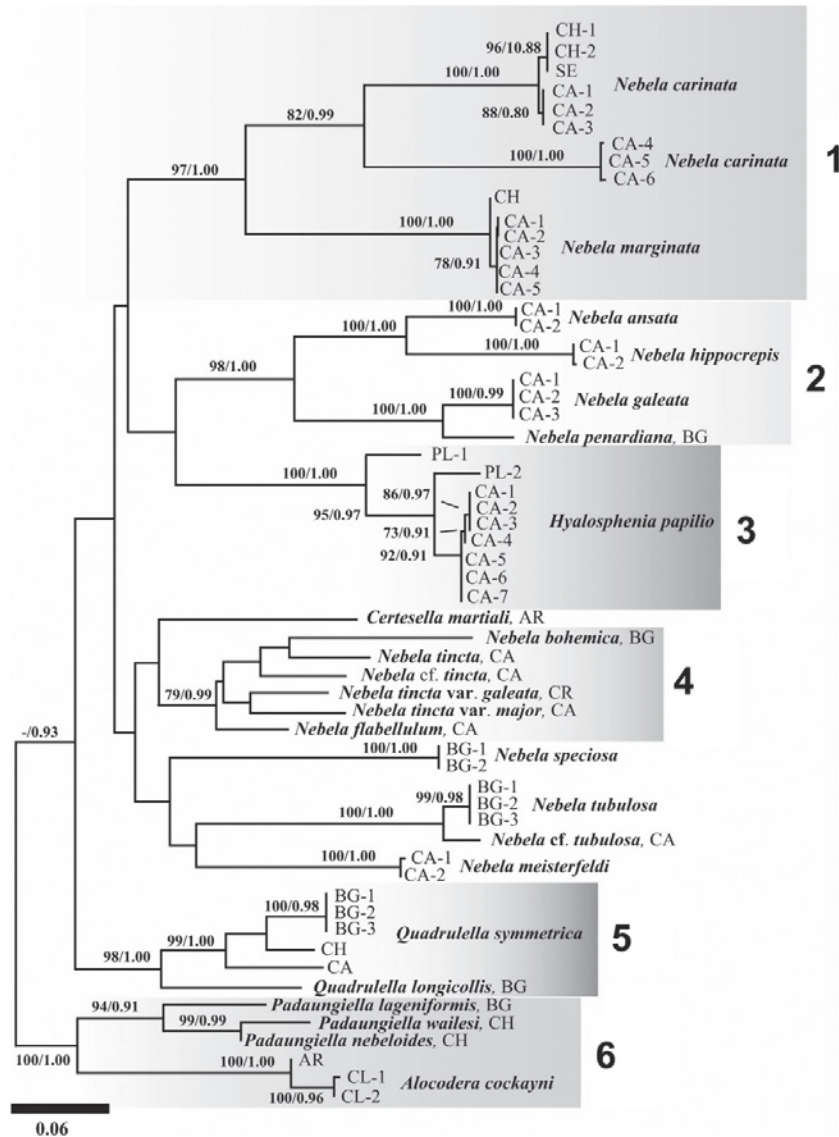 CH-1
96/10.88
CH-2
100/1.00
SE
Nebela carinata
CA-1
82/0.99
88/0.80
CA-2
CA-3
CA-4
100/1.00
CA-5
Nebela carinata
1
97/1.00
CA-6
CH
100/1.00
CA-1
CA-2
CA-3
Nebela marginata
78/0.91
CA-4
CA-5
100/1.00
CA-1
Nebela ansata
100/1.00
CA-2
100/1.00
CA-1
Nebela hippocrepis
98/1.00
CA-2
2
100/0.99
CA-1
CA-2
Nebela galeata
100/1.00
CA-3
Nebela penardiana, BG
100/1.00
PL-1
PL-2
86/0.97
CA-1
CA-2
95/0.97
CA-3
Hyalosphenia papilio
3
73/0.91
CA-4
92/0.91
CA-5
CA-6
CA-7
Certesella martiali, AR
Nebela bohemica, BG
Nebela tincta, CA
Nebela cf. tincta, CA
4
79/0.99
Nebela tincta var. galeata, CR
Nebela tincta var. major, CA
Nebela flabellulum, CA
-/0.93
100/1.00
BG-1
Nebela speciosa
BG-2
BG-1
99/0.98
BG-2
Nebela tubulosa
100/1.00
BG-3
Nebela cf. tubulosa, CA
100/1.00
CA-1
Nebela meisterfeldi
CA-2
BG-1
100/0.98
BG-2
BG-3
Quadrulella symmetrica
5
99/1.00
CH
98/1.00
CA
Quadrulella longicollis, BG
94/0.91
Padaungiella lageniformis, BG
99/0.99
Padaungiella wailesi, CH
Padaungiella nebeloides, CH
6
100/1.00
100/1.00
AR
CL-1
Alocodera cockayni
100/0.96
CL-2
0.06